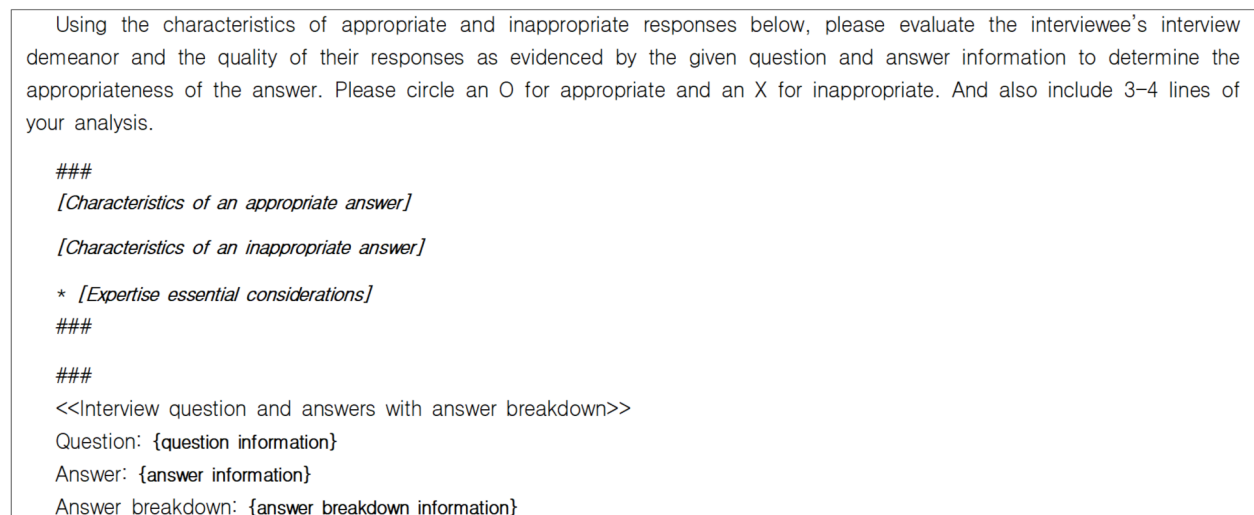 Using the characteristics of appropriate and inappropriate responses below, please evaluate the interviewee's interview
demeanor and the quality of their responses as evidenced by the given question and answer information to determine the
appropriateness of the answer. Please circle an O for appropriate and an X for inappropriate. And also include 3-4 lines of
your analysis.
###
[Characteristics of an appropriate answer]
[Characteristics of an inappropriate answer]
* [Expertise essential considerations]
###
###
<<Interview question and answers with answer breakdown>>
Question: {question information}
Answer: {answer information}
Answer breakdown: {answer breakdown information}